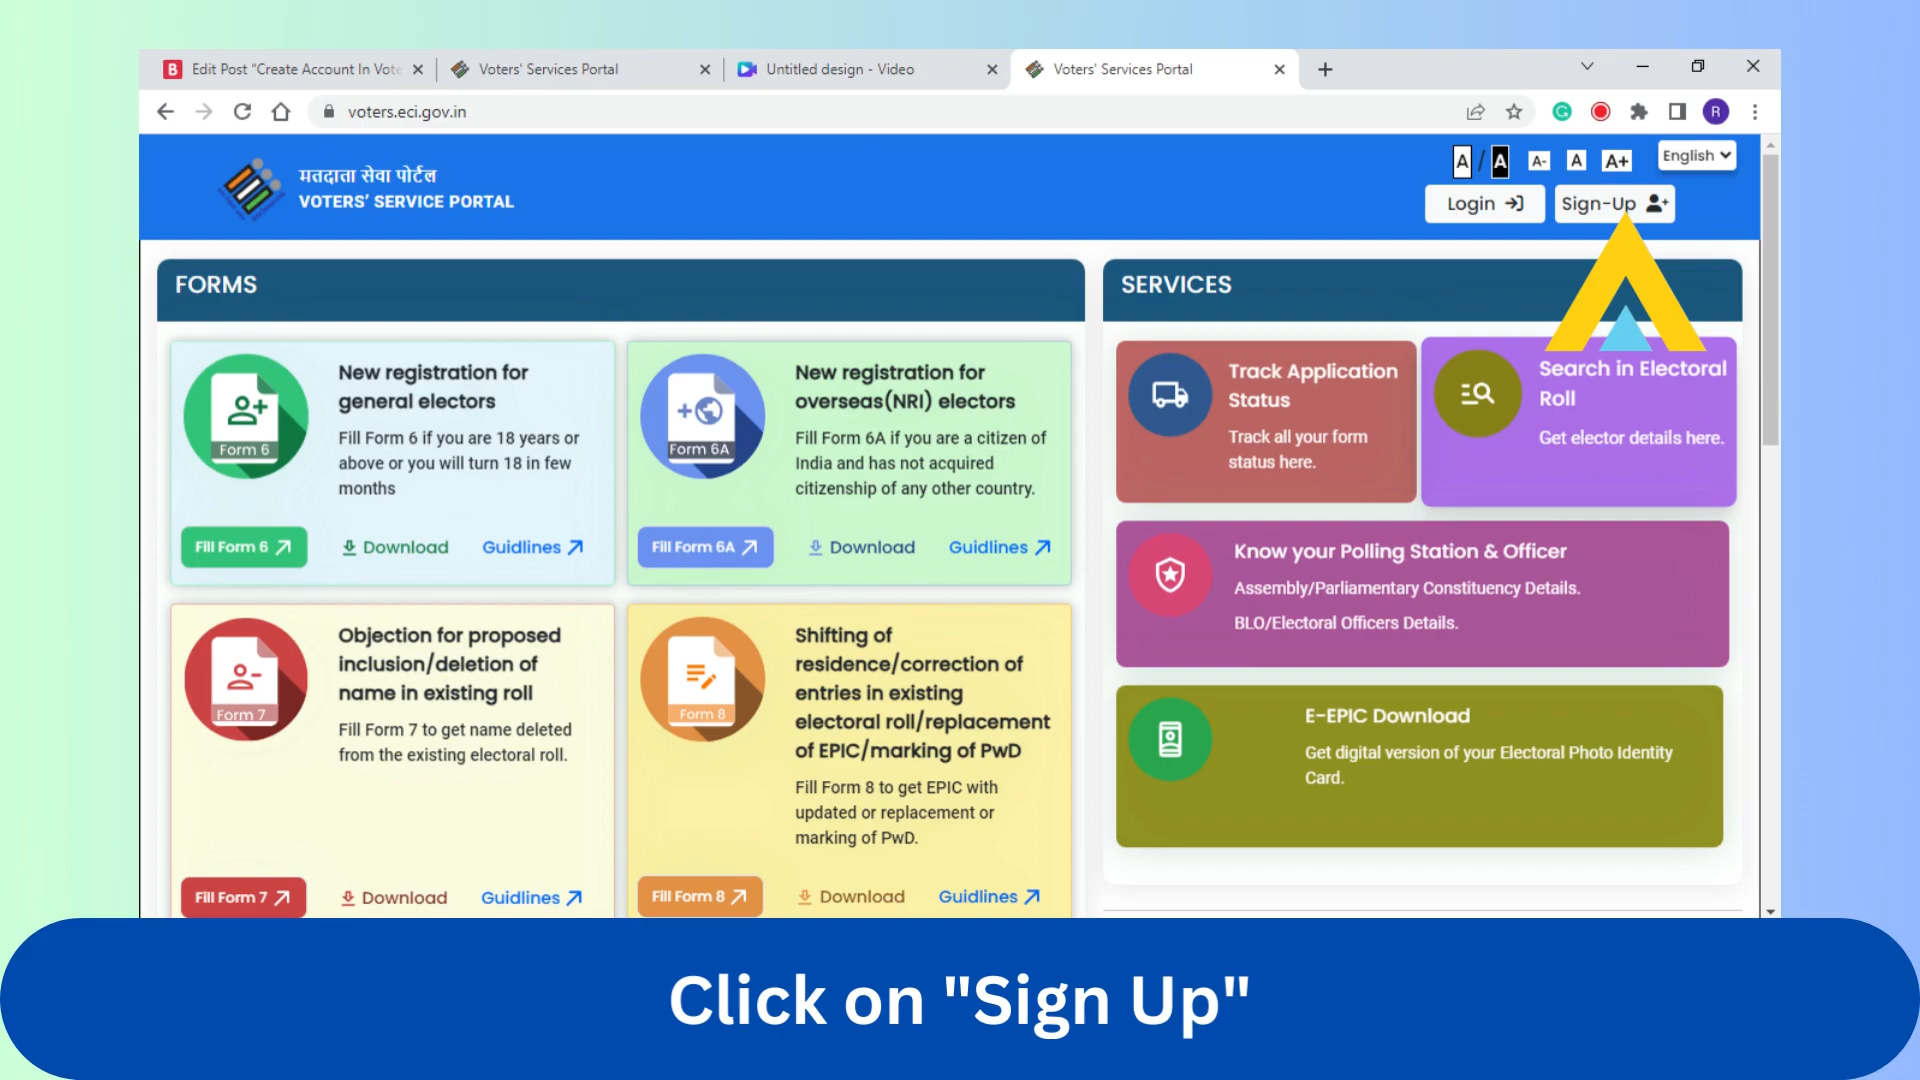 Edit Post “Create Account In Vote
Voters' Services Portal
Untitled design - Video
Voters' Services Portal
voters.eci.gov.in
R
मतदाता सेवा पोर्टल
VOTERS’ SERVICE PORTAL
A / A A- A A+ English
Login Sign-Up
FORMS
New registration for
general electors
Fill Form 6 if you are 18 years or
above or you will turn 18 in few
months
Form 6
Fill Form 6 Download Guidlines
New registration for
overseas(NRI) electors
Fill Form 6A if you are a citizen of
India and has not acquired
citizenship of any other country.
Form 6A
Fill Form 6A Download Guidlines
Objection for proposed
inclusion/deletion of
name in existing roll
Fill Form 7 to get name deleted
from the existing electoral roll.
Form 7
Fill Form 7 Download Guidlines
Shifting of
residence/correction of
entries in existing
electoral roll/replacement
of EPIC/marking of PwD
Fill Form 8 to get EPIC with
updated or replacement or
marking of PwD.
Form 8
Fill Form 8 Download Guidlines
SERVICES
Track Application
Status
Track all your form
status here.
Search in Electoral
Roll
Get elector details here.
Know your Polling Station & Officer
Assembly/Parliamentary Constituency Details.
BLO/Electoral Officers Details.
E-EPIC Download
Get digital version of your Electoral Photo Identity
Card.
Click on "Sign Up"